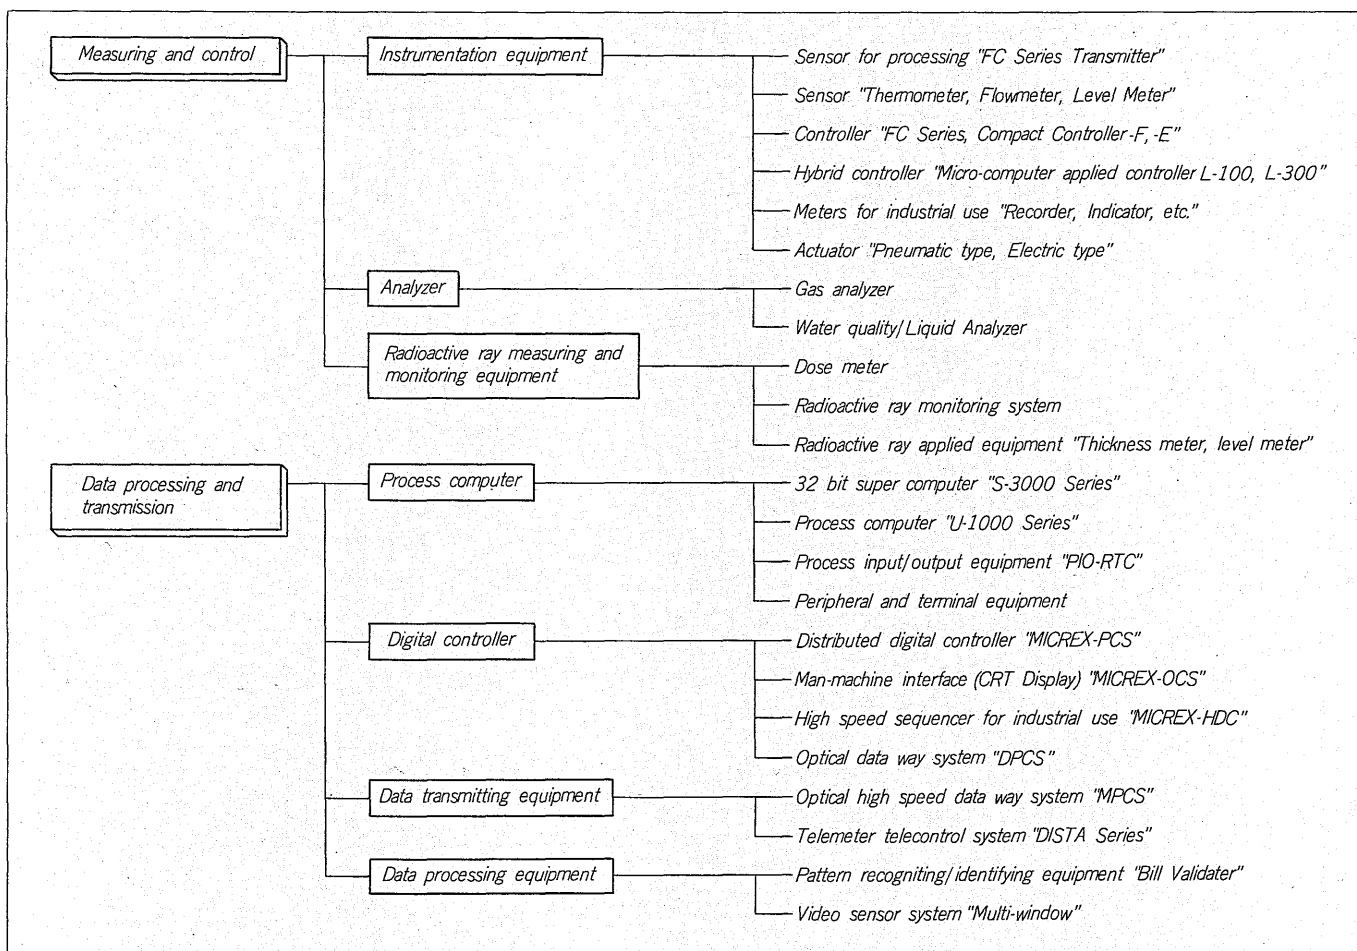 Measuring and control
Instrumentation equipment
Sensor for processing "FC Series Transmitter"
Sensor "Thermometer, Flowmeter, Level Meter"
Controller "FC Series, Compact Controller-F, -E"
Hybrid controller "Micro-computer applied controller L-100, L-300"
Meters for industrial use "Recorder, Indicator, etc."
Actuator "Pneumatic type, Electric type"
Analyzer
Gas analyzer
Water quality/Liquid Analyzer
Radioactive ray measuring and
monitoring equipment
Dose meter
Radioactive ray monitoring system
Radioactive ray applied equipment "Thickness meter, level meter"
Data processing and
transmission
Process computer
32 bit super computer "S-3000 Series"
Process computer "U-1000 Series"
Process input/output equipment "PIO-RTC"
Peripheral and terminal equipment
Digital controller
Distributed digital controller "MICREX-PCS"
Man-machine interface (CRT Display) "MICREX-OCS"
High speed sequencer for industrial use "MICREX-HDC"
Optical data way system "DPCS"
Data transmitting equipment
Optical high speed data way system "MPCS"
Telemeter telecontrol system "DISTA Series"
Data processing equipment
Pattern recogniting/identifying equipment "Bill Validater"
Video sensor system "Multi-window"